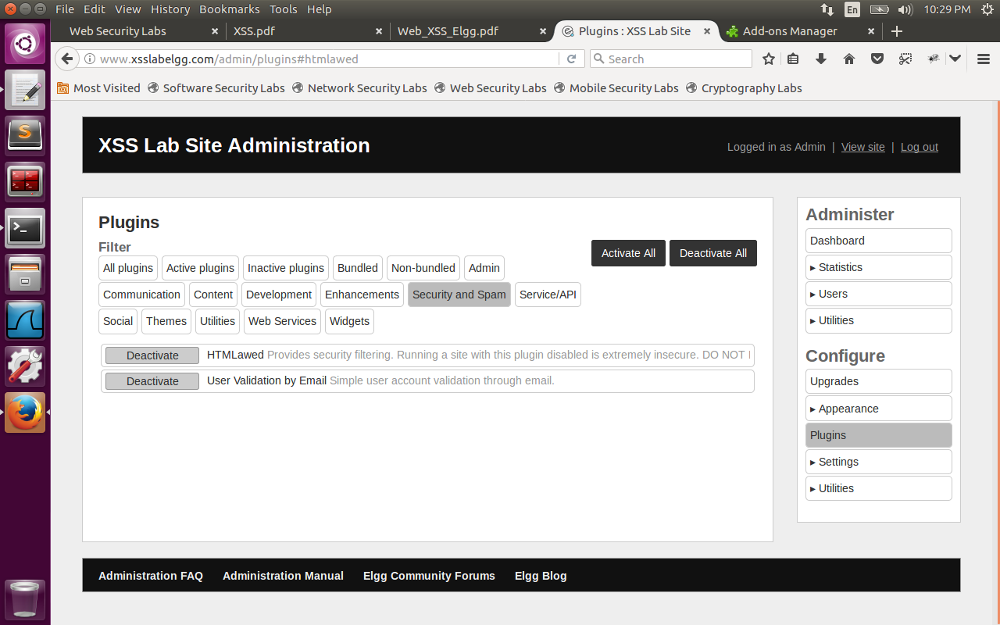 File Edit View History Bookmarks Tools Help En 10:29 PM
Web Security Labs XSS.pdf Web_XSS_Elgg.pdf Plugins : XSS Lab Site Add-ons Manager
www.xsslabelgg.com/admin/plugins#htmlawed Search
Most Visited Software Security Labs Network Security Labs Web Security Labs Mobile Security Labs Cryptography Labs
XSS Lab Site Administration
Logged in as Admin | View site | Log out
Plugins
Filter
Activate All Deactivate All
All plugins Active plugins Inactive plugins Bundled Non-bundled Admin
Communication Content Development Enhancements Security and Spam Service/API
Social Themes Utilities Web Services Widgets
Deactivate HTMLawed Provides security filtering. Running a site with this plugin disabled is extremely insecure. DO NOT
Deactivate User Validation by Email Simple user account validation through email.
Administer
Dashboard
▸ Statistics
▸ Users
▸ Utilities
Configure
Upgrades
▸ Appearance
Plugins
▸ Settings
▸ Utilities
Administration FAQ Administration Manual Elgg Community Forums Elgg Blog